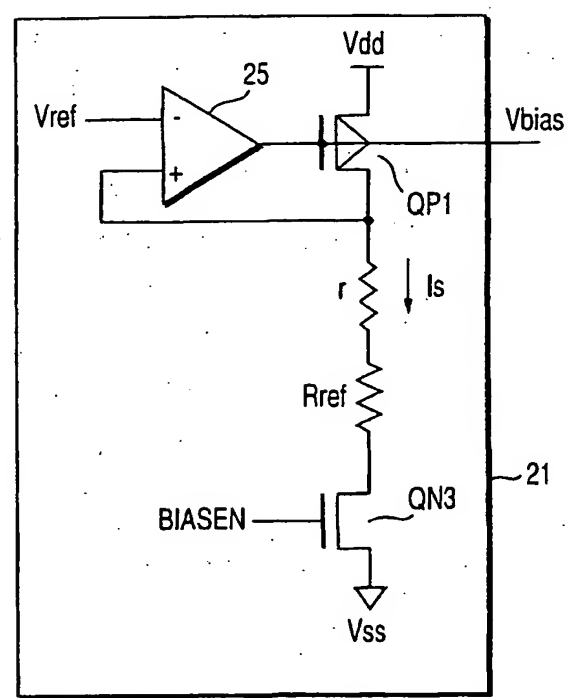 Vdd
25
Vref
-
Vbias
+
QP1
r
Is
Rref
21
QN3
BIASEN
Vss